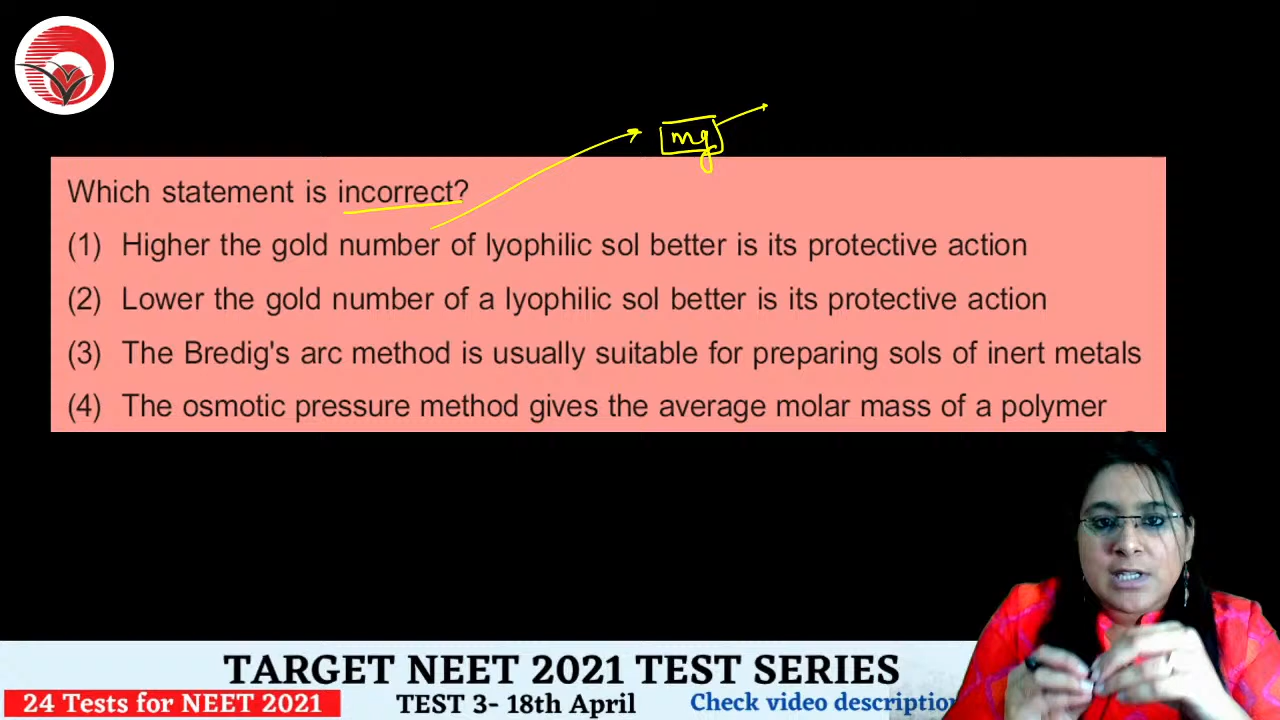 mg
Which statement is incorrect?
(1) Higher the gold number of lyophilic sol better is its protective action
(2) Lower the gold number of a lyophilic sol better is its protective action
(3) The Bredig's arc method is usually suitable for preparing sols of inert metals
(4) The osmotic pressure method gives the average molar mass of a polymer
TARGET NEET 2021 TEST SERIES
24 Tests for NEET 2021 TEST 3- 18th April Check video description